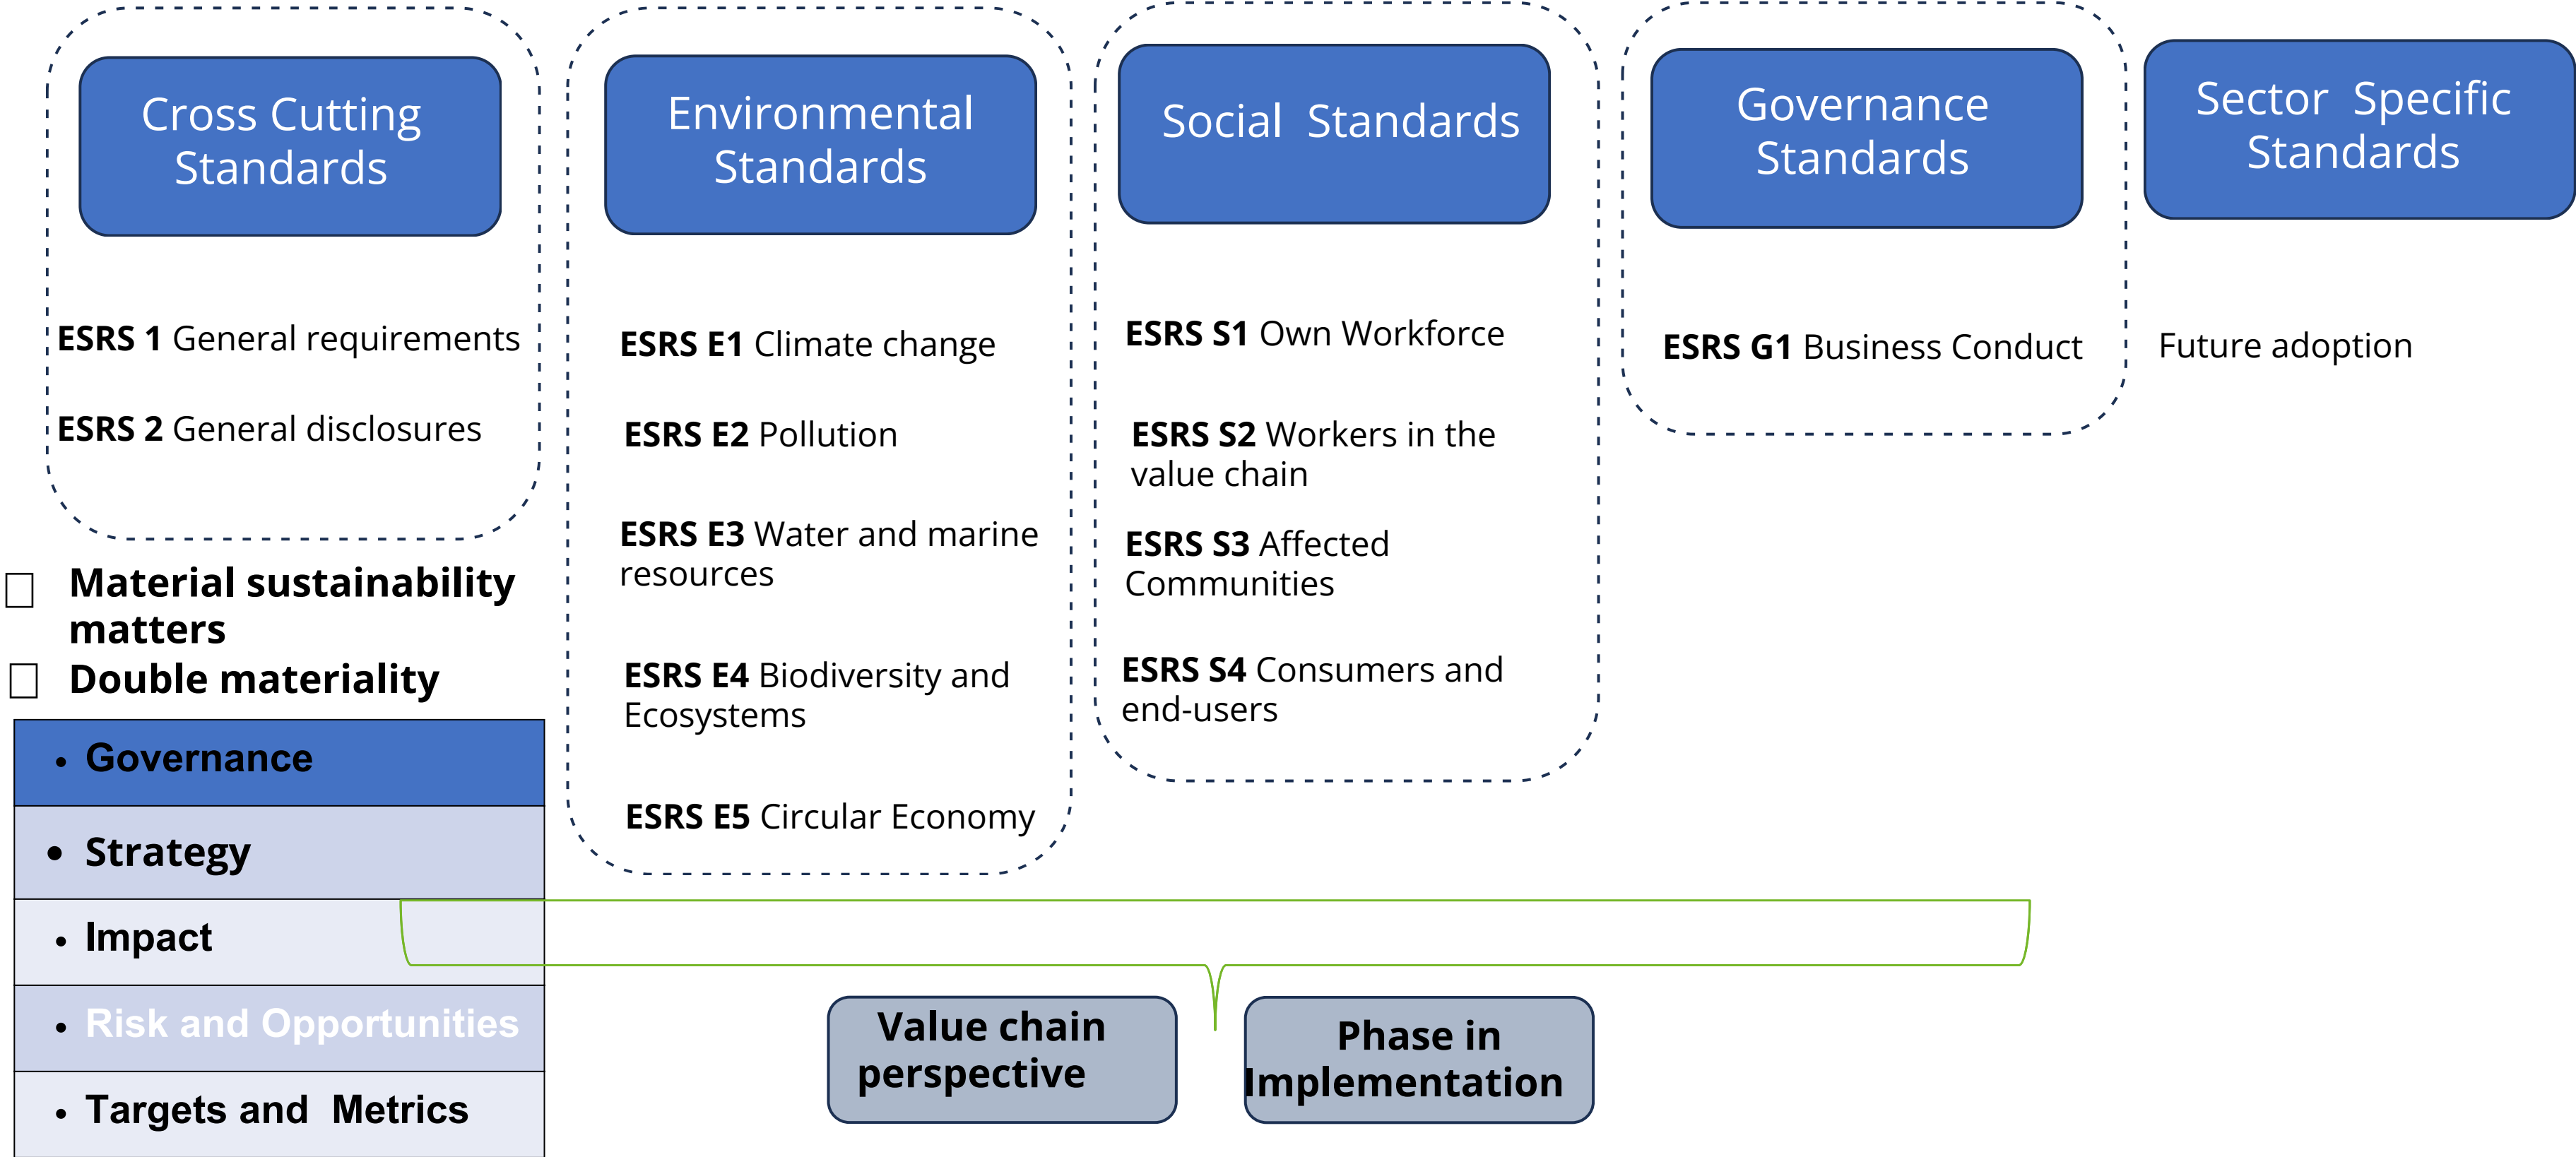 Cross Cutting
Standards
ESRS 1 General requirements
ESRS 2 General disclosures
Material sustainability
matters
Double materiality
• Governance
• Strategy
• Impact
• Risk and Opportunities
• Targets and Metrics
Environmental
Standards
ESRS E1 Climate change
ESRS E2 Pollution
ESRS E3 Water and marine
resources
ESRS E4 Biodiversity and
Ecosystems
ESRS E5 Circular Economy
Social Standards
ESRS S1 Own Workforce
ESRS S2 Workers in the
value chain
ESRS S3 Affected
Communities
ESRS S4 Consumers and
end-users
Governance
Standards
ESRS G1 Business Conduct
Sector Specific
Standards
Future adoption
Value chain
perspective
Phase in
Implementation